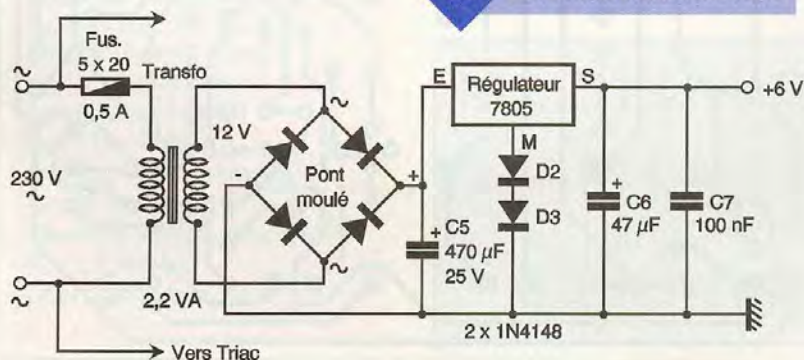 Fus.
5 x 20
0,5 A
Transfo
230 V
~
~
~
12 V
2,2 VA
Vers Triac
~
~
-
+
Pont
moulé
E
Régulateur
7805
S
M
D2
D3
+
C5
470 µF
25 V
2 x 1N4148
+
C6
47 µF
C7
100 nF
+6 V